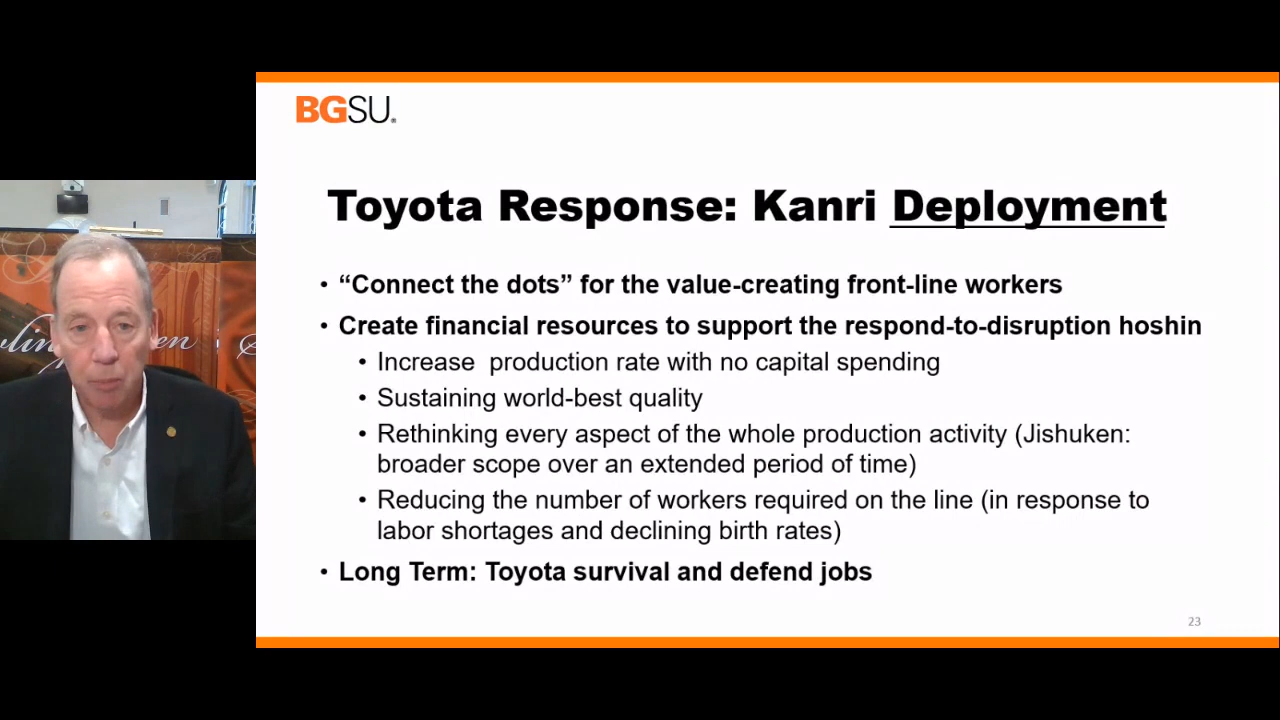 BGSU®
Toyota Response: Kanri Deployment
• “Connect the dots” for the value-creating front-line workers
• Create financial resources to support the respond-to-disruption hoshin
• Increase  production rate with no capital spending
• Sustaining world-best quality
• Rethinking every aspect of the whole production activity (Jishuken:
broader scope over an extended period of time)
• Reducing the number of workers required on the line (in response to
labor shortages and declining birth rates)
• Long Term: Toyota survival and defend jobs
23